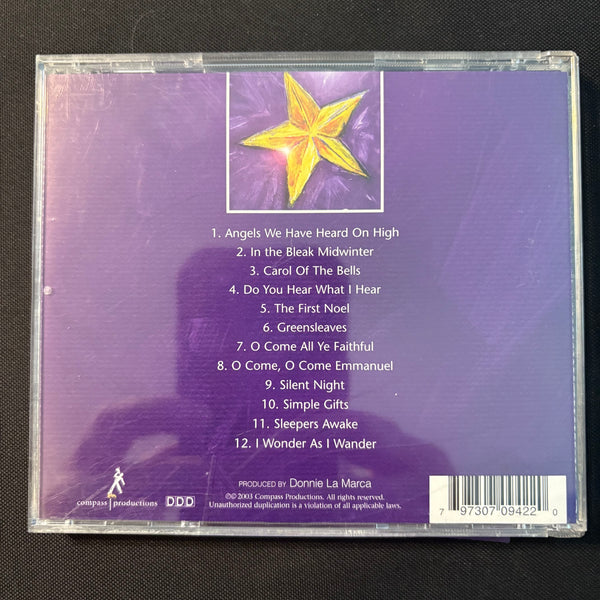 1. Angels We Have Heard On High
2. In the Bleak Midwinter
3. Carol Of The Bells
4. Do You Hear What I Hear
5. The First Noel
6. Greensleaves
7. O Come All Ye Faithful
8. O Come, O Come Emmanuel
9. Silent Night
10. Simple Gifts
11. Sleepers Awake
12. I Wonder As I Wander
PRODUCED BY Donnie La Marca
compass productions DDD
©℗ 2003 Compass Productions. All rights reserved.
Unauthorized duplication is a violation of all applicable laws.
7 97307 09422 0